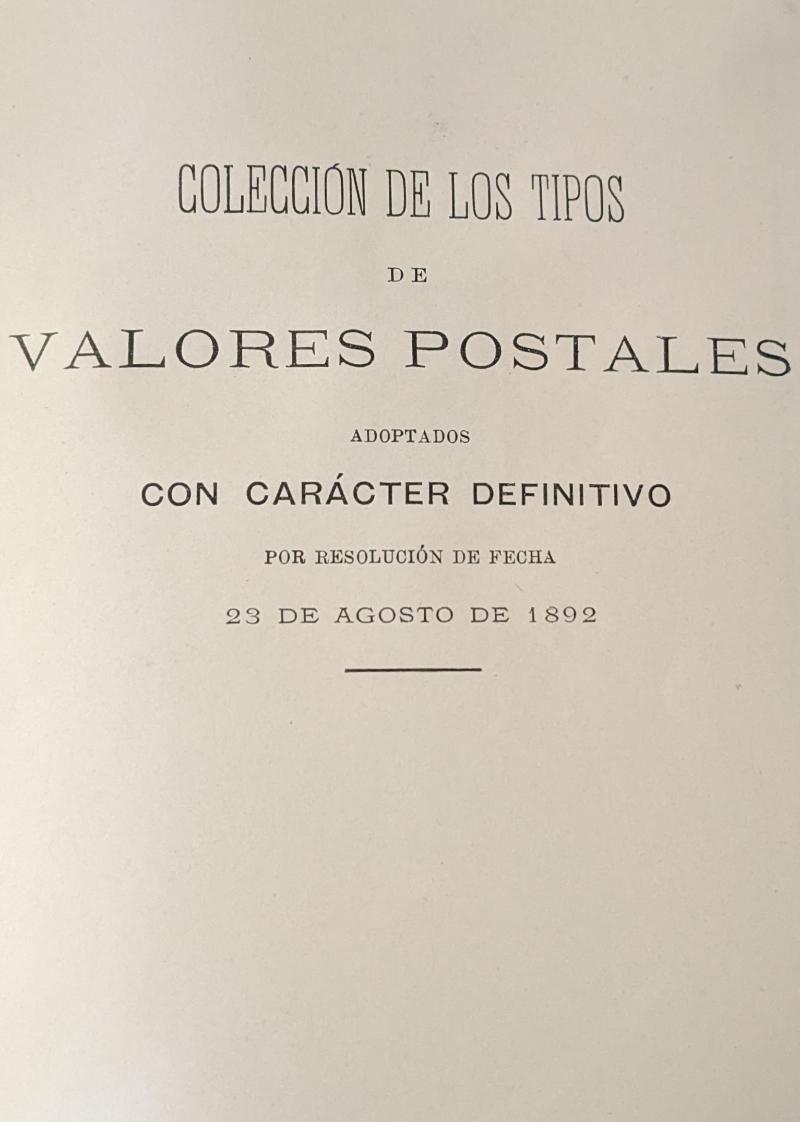 COLECCIÓN DE LOS TIPOS
DE
VALORES POSTALES
ADOPTADOS
CON CARÁCTER DEFINITIVO
POR RESOLUCIÓN DE FECHA
23 DE AGOSTO DE 1892